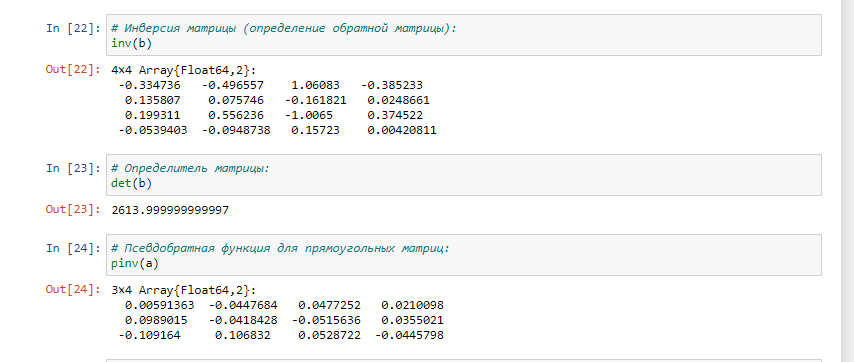 In [22]: # Инверсия матрицы (определение обратной матрицы):
inv(b)
Out[22]: 4×4 Array{Float64,2}:
-0.334736 -0.496557 1.06083 -0.385233
0.135807 0.075746 -0.161821 0.0248661
0.199311 0.556236 -1.0065 0.374522
-0.0539403 -0.0948738 0.15723 0.00420811
In [23]: # Определитель матрицы:
det(b)
Out[23]: 2613.999999999997
In [24]: # Псевдобратная функция для прямоугольных матриц:
pinv(a)
Out[24]: 3×4 Array{Float64,2}:
0.00591363 -0.0447684 0.0477252 0.0210098
0.0989015 -0.0418428 -0.0515636 0.0355021
-0.109164 0.106832 0.0528722 -0.0445798